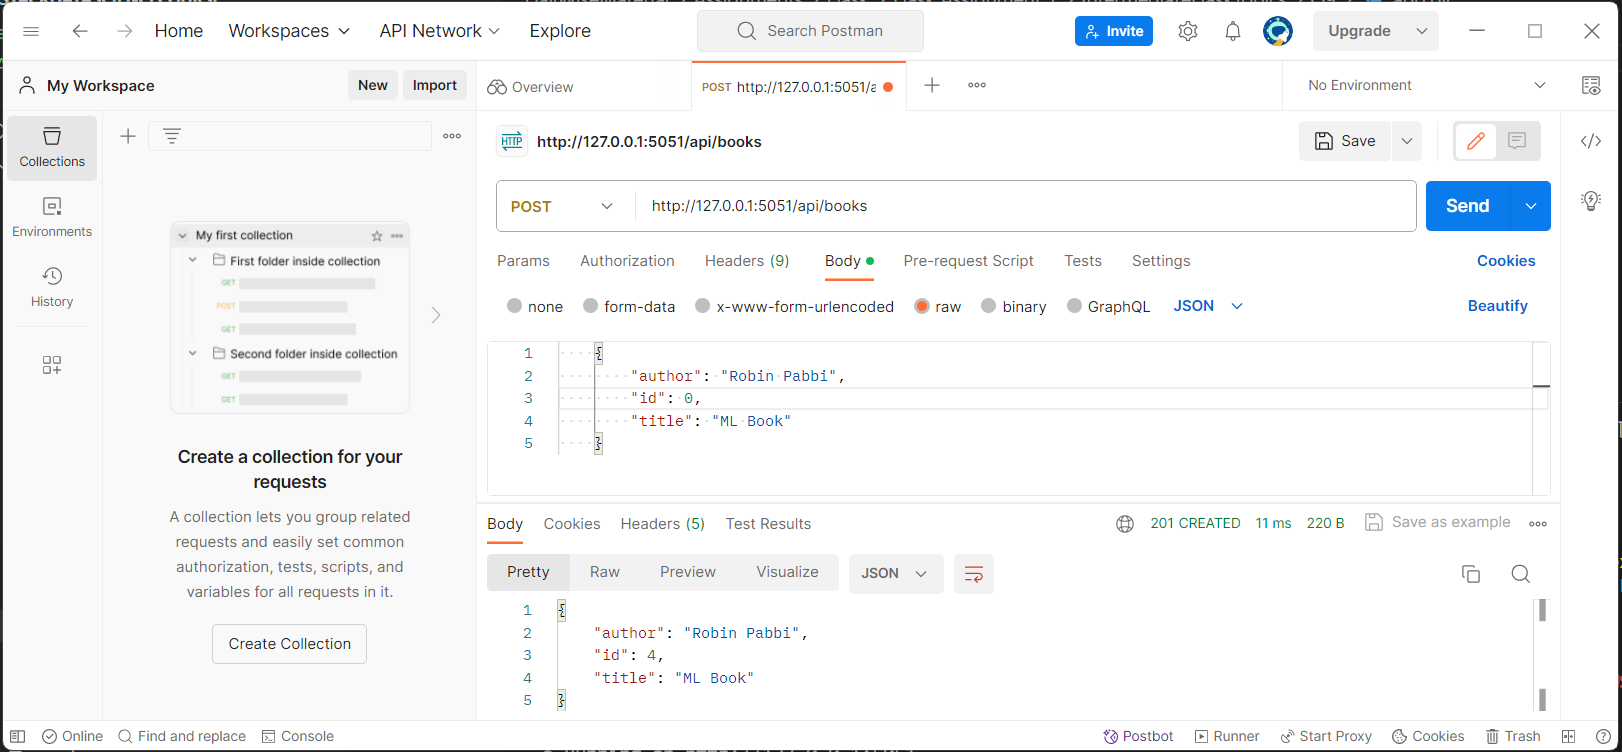 Home Workspaces API Network Explore Search Postman Invite Upgrade
My Workspace New Import Overview POST http://127.0.0.1:5051/a No Environment
Collections
Environments
History
My first collection
First folder inside collection
GET
POST
GET
Second folder inside collection
GET
GET
Create a collection for your
requests
A collection lets you group related
requests and easily set common
authorization, tests, scripts, and
variables for all requests in it.
Create Collection
HTTP http://127.0.0.1:5051/api/books Save
POST http://127.0.0.1:5051/api/books Send
Params Authorization Headers (9) Body Pre-request Script Tests Settings Cookies
none form-data x-www-form-urlencoded raw binary GraphQL JSON Beautify
1 {
2 "author": "Robin Pabbi",
3 "id": 0,
4 "title": "ML Book"
5 }
Body Cookies Headers (5) Test Results 201 CREATED 11 ms 220 B Save as example
Pretty Raw Preview Visualize JSON
1 {
2 "author": "Robin Pabbi",
3 "id": 4,
4 "title": "ML Book"
5 }
Online Find and replace Console Postbot Runner Start Proxy Cookies Trash